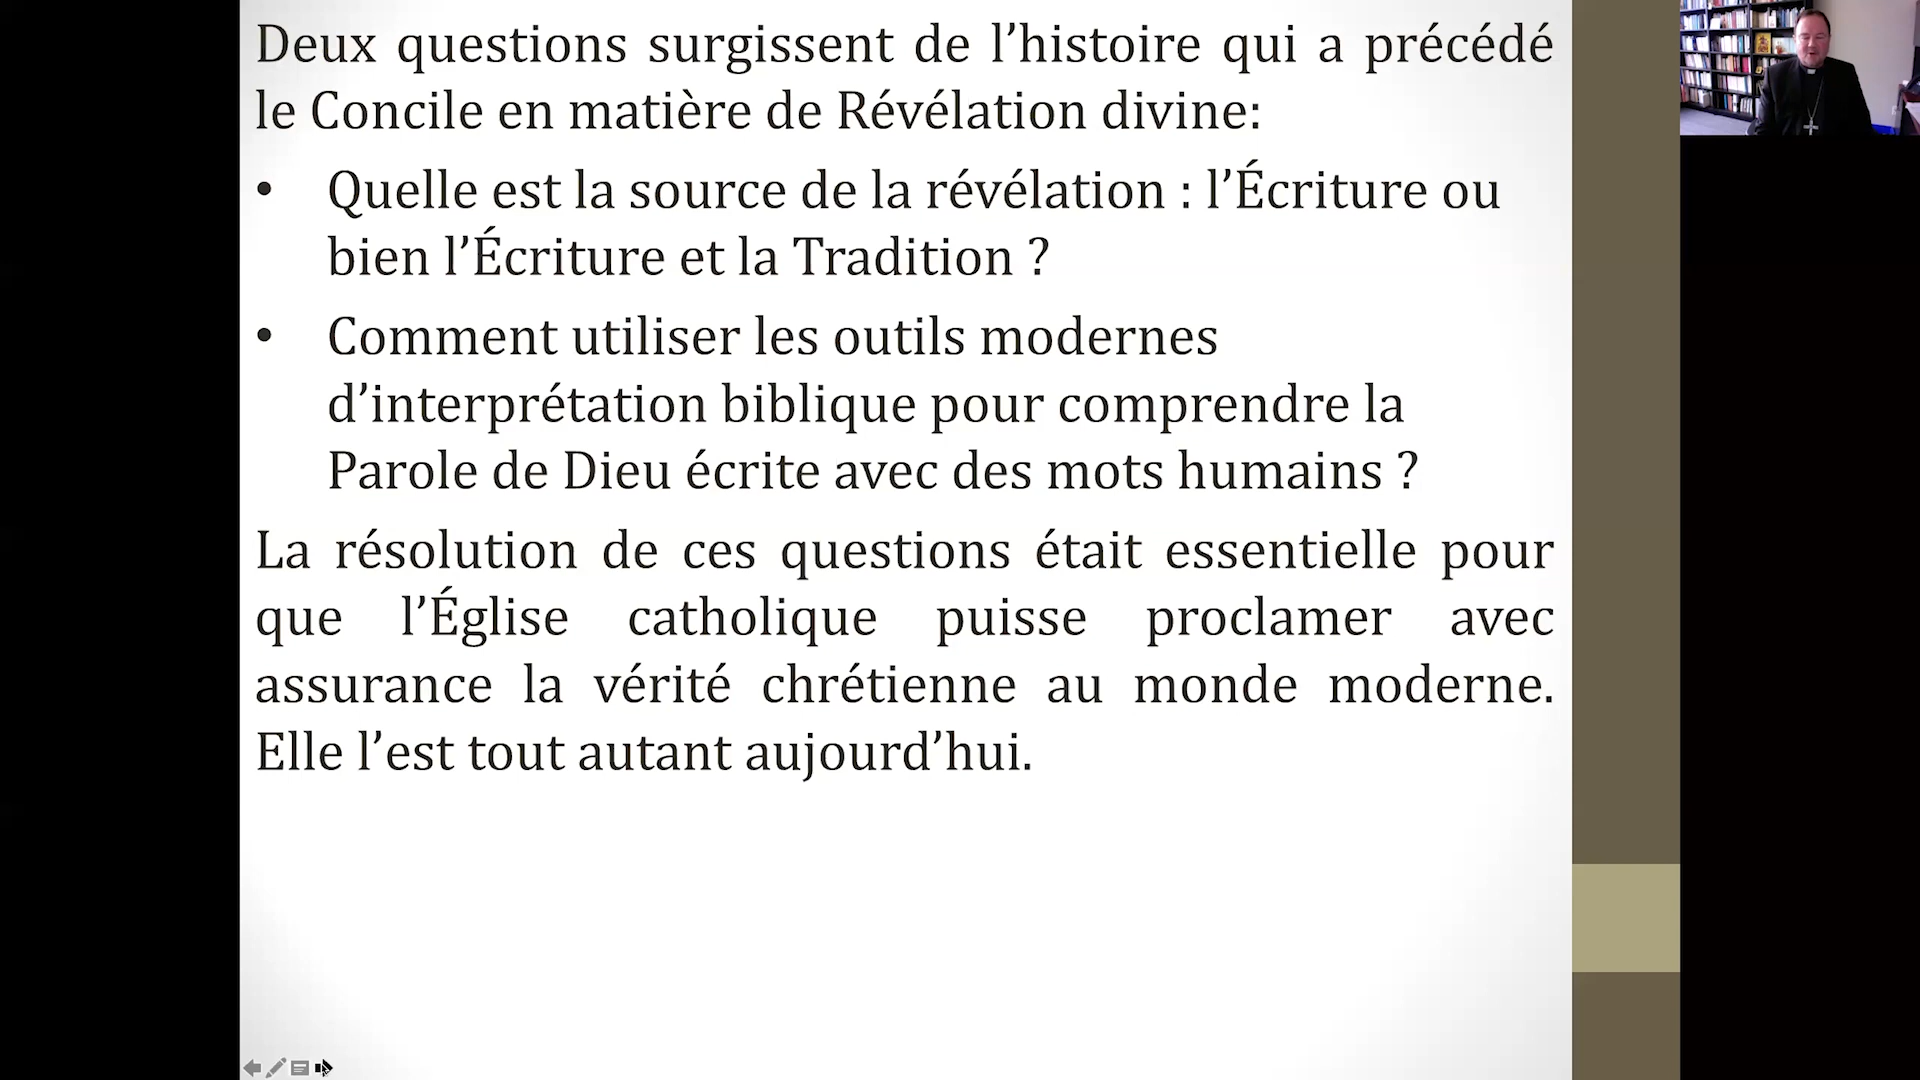 Deux questions surgissent de l’histoire qui a précédé
le Concile en matière de Révélation divine:
• Quelle est la source de la révélation : l’Écriture ou
bien l’Écriture et la Tradition ?
• Comment utiliser les outils modernes
d’interprétation biblique pour comprendre la
Parole de Dieu écrite avec des mots humains ?
La résolution de ces questions était essentielle pour
que l’Église catholique puisse proclamer avec
assurance la vérité chrétienne au monde moderne.
Elle l’est tout autant aujourd’hui.